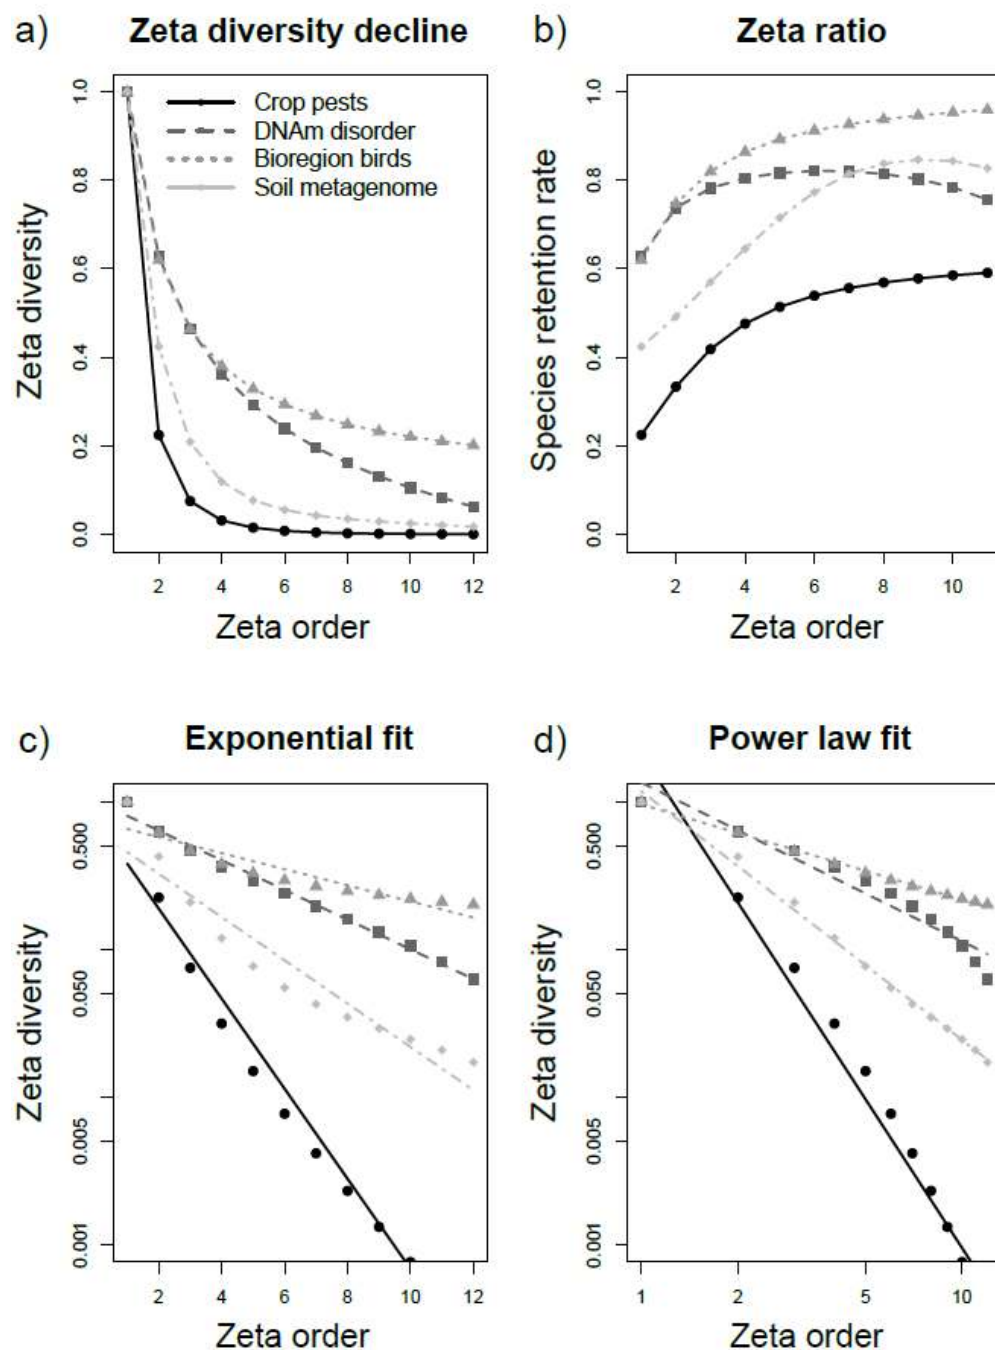 a) Zeta diversity decline
Zeta diversity
0.0 0.2 0.4 0.6 0.8 1.0
Crop pests
DNAm disorder
Bioregion birds
Soil metagenome
2 4 6 8 10 12
Zeta order
b) Zeta ratio
Species retention rate
0.0 0.2 0.4 0.6 0.8 1.0
2 4 6 8 10
Zeta order
c) Exponential fit
Zeta diversity
0.001 0.005 0.050 0.500
2 4 6 8 10 12
Zeta order
d) Power law fit
Zeta diversity
0.001 0.005 0.050 0.500
1 2 5 10
Zeta order